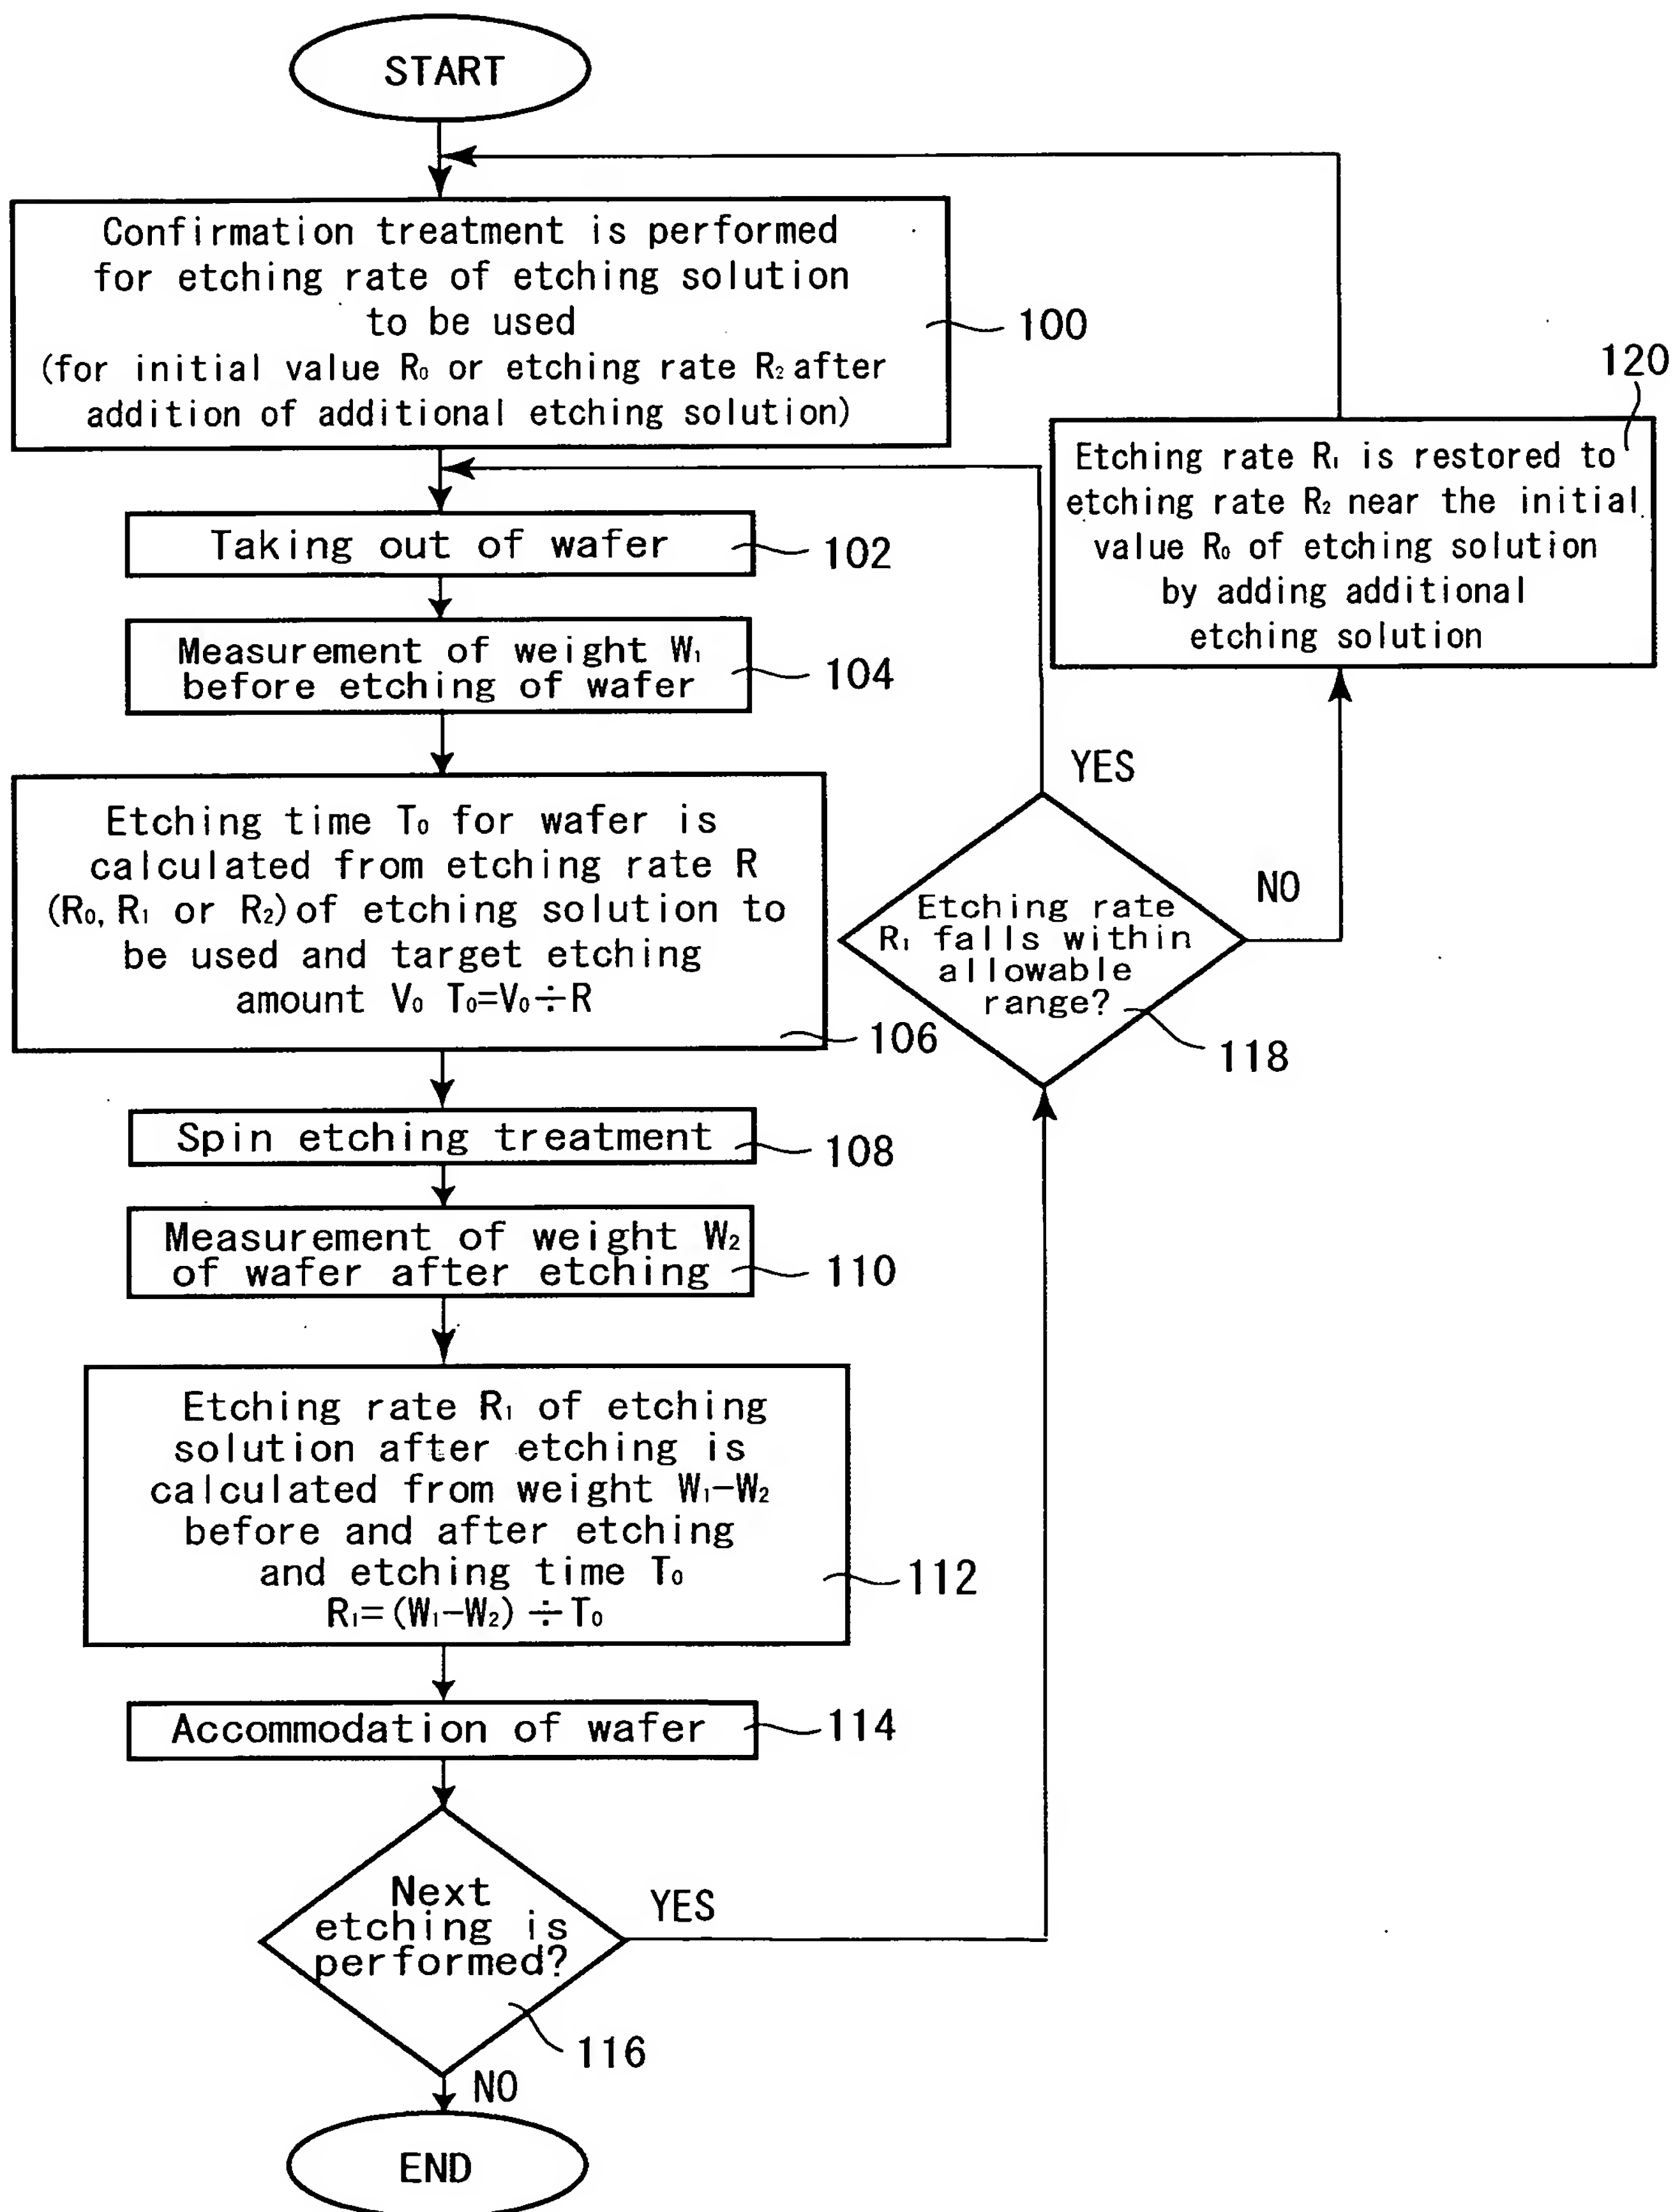 START
Confirmation treatment is performed
for etching rate of etching solution
to be used
(for initial value R₀ or etching rate R₂ after
addition of additional etching solution)
100
Taking out of wafer
102
Measurement of weight W₁
before etching of wafer
104
Etching time T₀ for wafer is
calculated from etching rate R
(R₀, R₁ or R₂) of etching solution to
be used and target etching
amount V₀ T₀=V₀÷R
106
Spin etching treatment
108
Measurement of weight W₂
of wafer after etching
110
Etching rate R₁ of etching
solution after etching is
calculated from weight W₁-W₂
before and after etching
and etching time T₀
R₁=(W₁-W₂)÷T₀
112
Accommodation of wafer
114
Next
etching is
performed?
116
YES
NO
END
Etching rate
R₁ falls within
allowable
range?
118
YES
NO
120
Etching rate R₁ is restored to
etching rate R₂ near the initial
value R₀ of etching solution
by adding additional
etching solution